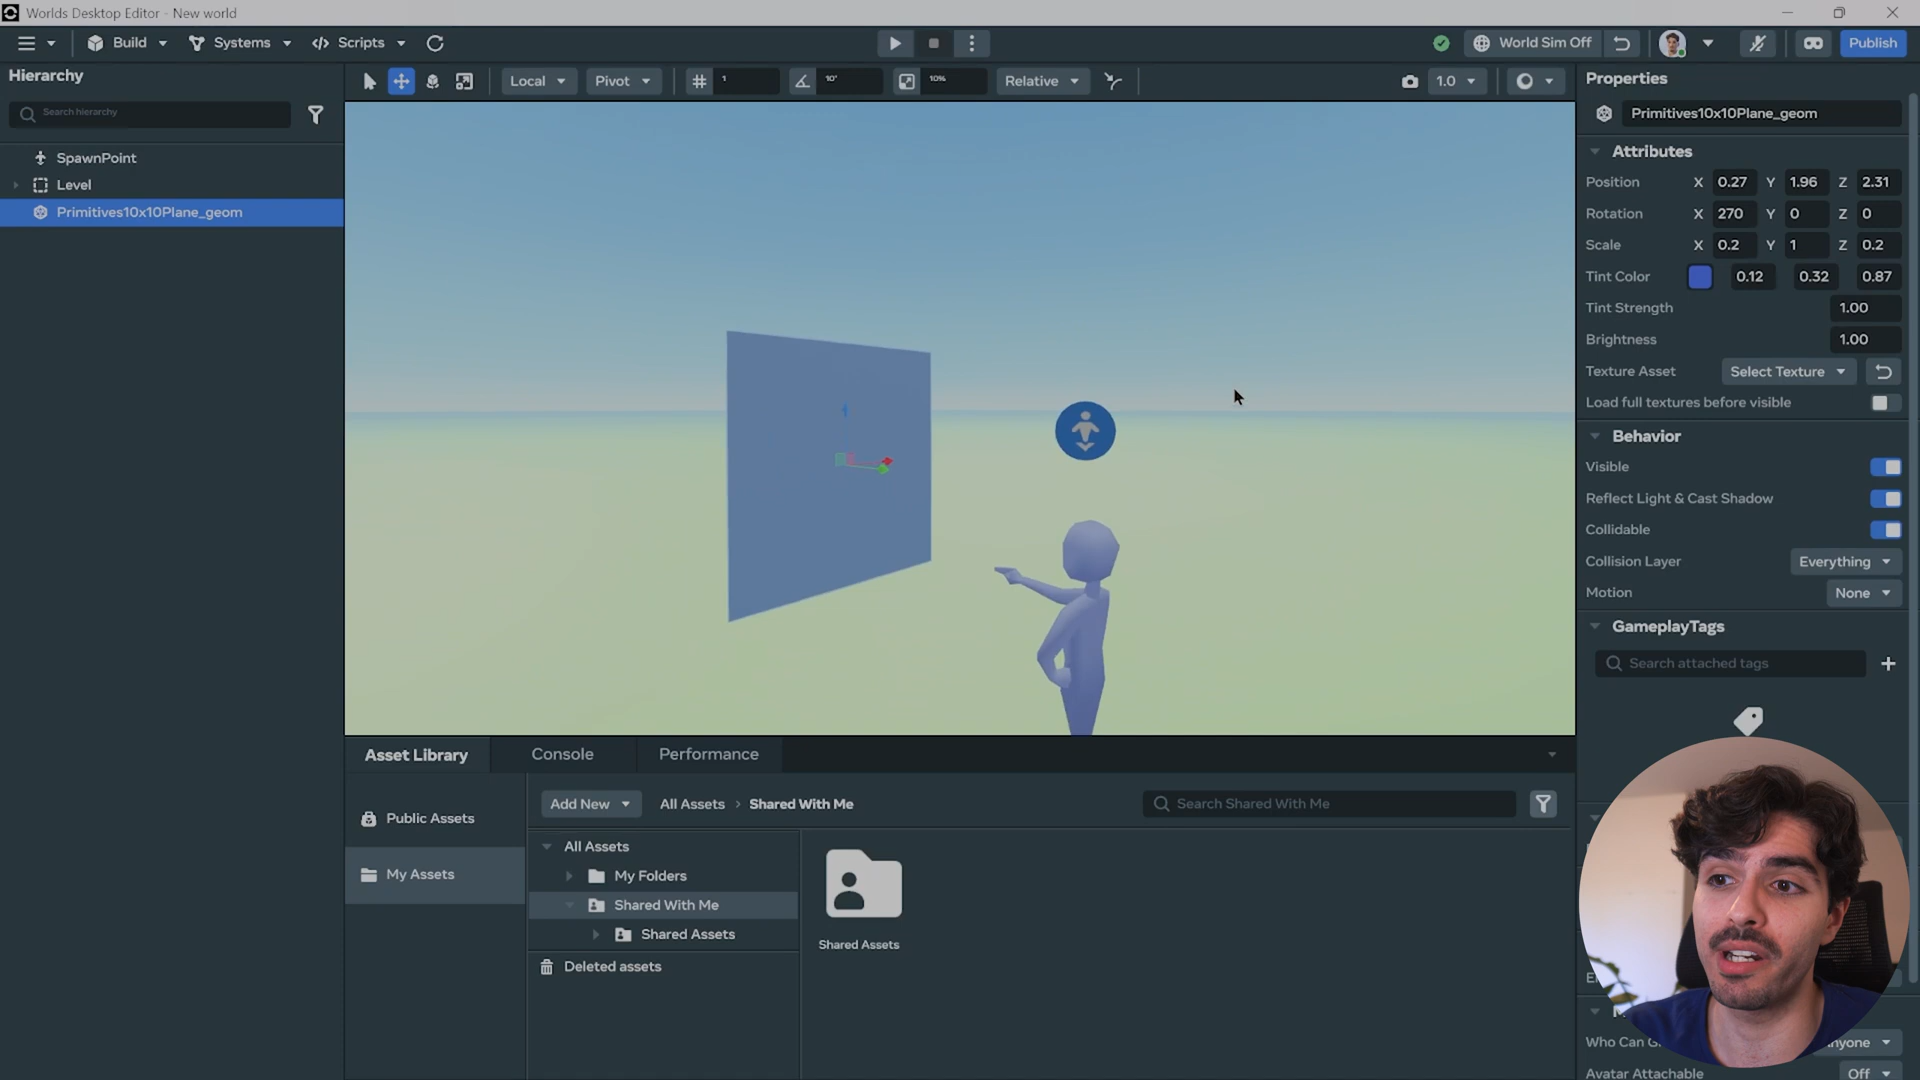 Worlds Desktop Editor - New world
Build
Systems
Scripts
World Sim Off
Publish
Hierarchy
Search hierarchy
SpawnPoint
Level
Primitives10x10Plane_geom
Local
Pivot
1
10°
10%
Relative
1.0
Properties
Primitives10x10Plane_geom
Attributes
Position X 0.27 Y 1.96 Z 2.31
Rotation X 270 Y 0 Z 0
Scale X 0.2 Y 1 Z 0.2
Tint Color 0.12 0.32 0.87
Tint Strength 1.00
Brightness 1.00
Texture Asset Select Texture
Load full textures before visible
Behavior
Visible
Reflect Light & Cast Shadow
Collidable
Collision Layer Everything
Motion None
GameplayTags
Search attached tags
Who Can G
nyone
Avatar Attachable Off
Asset Library
Console
Performance
Public Assets
My Assets
Add New
All Assets > Shared With Me
Search Shared With Me
All Assets
My Folders
Shared With Me
Shared Assets
Deleted assets
Shared Assets